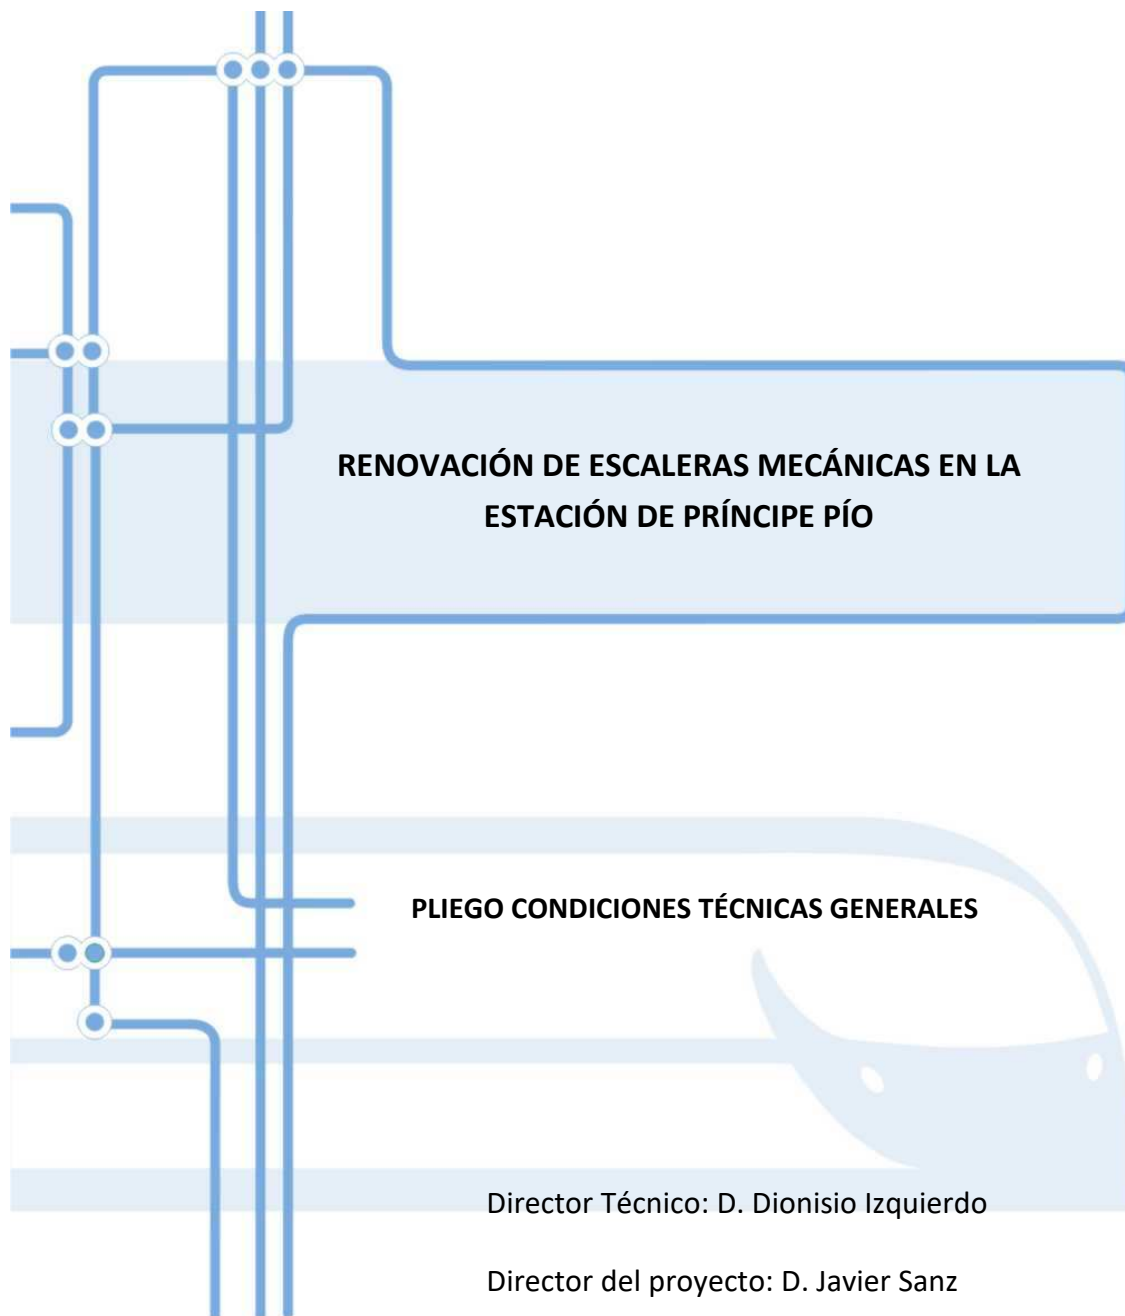 RENOVACIÓN DE ESCALERAS MECÁNICAS EN LA
ESTACIÓN DE PRÍNCIPE PÍO
PLIEGO CONDICIONES TÉCNICAS GENERALES
Director Técnico: D. Dionisio Izquierdo
Director del proyecto: D. Javier Sanz